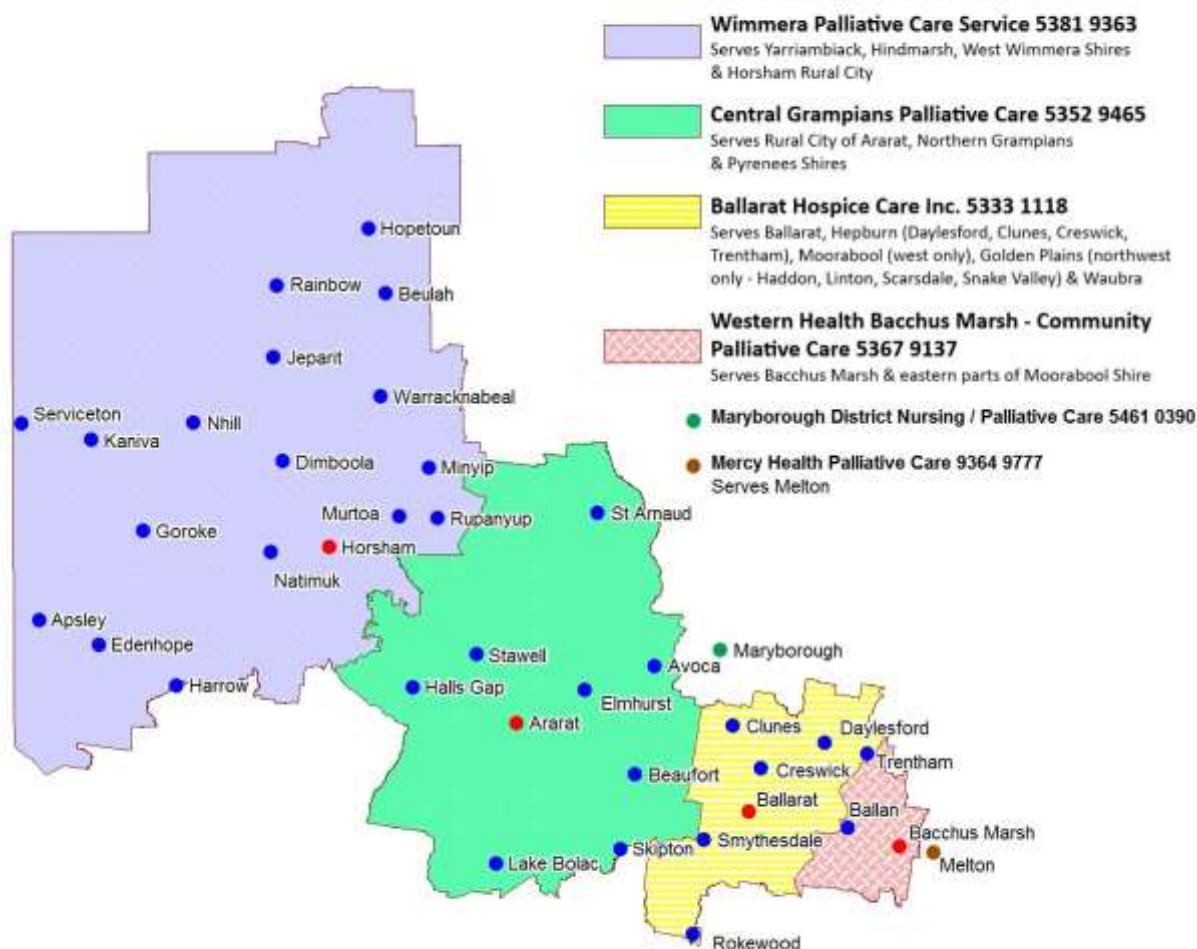 Wimmera Palliative Care Service 5381 9363
Serves Yarriambiack, Hindmarsh, West Wimmera Shires
& Horsham Rural City
Central Grampians Palliative Care 5352 9465
Serves Rural City of Ararat, Northern Grampians
& Pyrenees Shires
Ballarat Hospice Care Inc. 5333 1118
Serves Ballarat, Hepburn (Daylesford, Clunes, Creswick,
Trentham), Moorabool (west only), Golden Plains (northwest
only - Haddon, Linton, Scarsdale, Snake Valley) & Waubra
Western Health Bacchus Marsh - Community
Palliative Care 5367 9137
Serves Bacchus Marsh & eastern parts of Moorabool Shire
Maryborough District Nursing / Palliative Care 5461 0390
Mercy Health Palliative Care 9364 9777
Serves Melton
Hopetoun
Rainbow
Beulah
Jeparit
Warracknabeal
Serviceton
Nhill
Kaniva
Dimboola
Minyip
Murtoa
Rupanyup
St Arnaud
Goroke
Horsham
Natimuk
Apsley
Edenhope
Harrow
Stawell
Avoca
Maryborough
Halls Gap
Elmhurst
Ararat
Clunes
Daylesford
Trentham
Beaufort
Creswick
Ballarat
Ballan
Bacchus Marsh
Smythesdale
Skipton
Lake Bolac
Melton
Rokewood